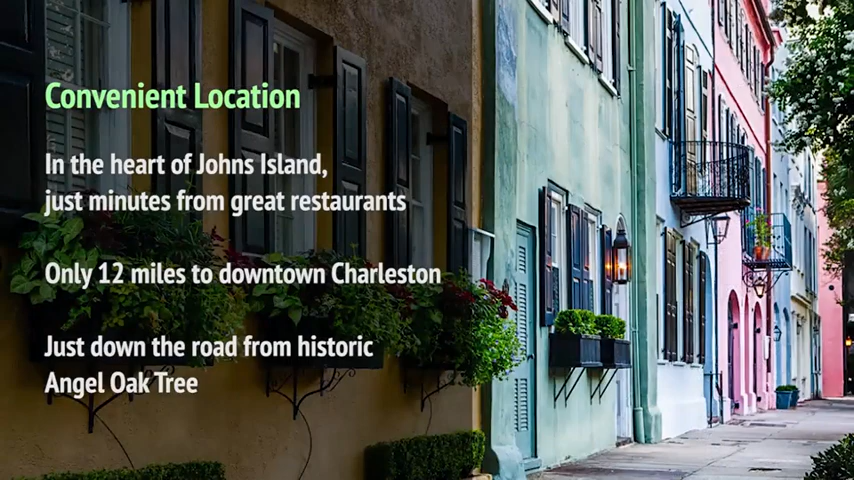 Convenient Location
In the heart of Johns Island,
just minutes from great restaurants
Only 12 miles to downtown Charleston
Just down the road from historic
Angel Oak Tree